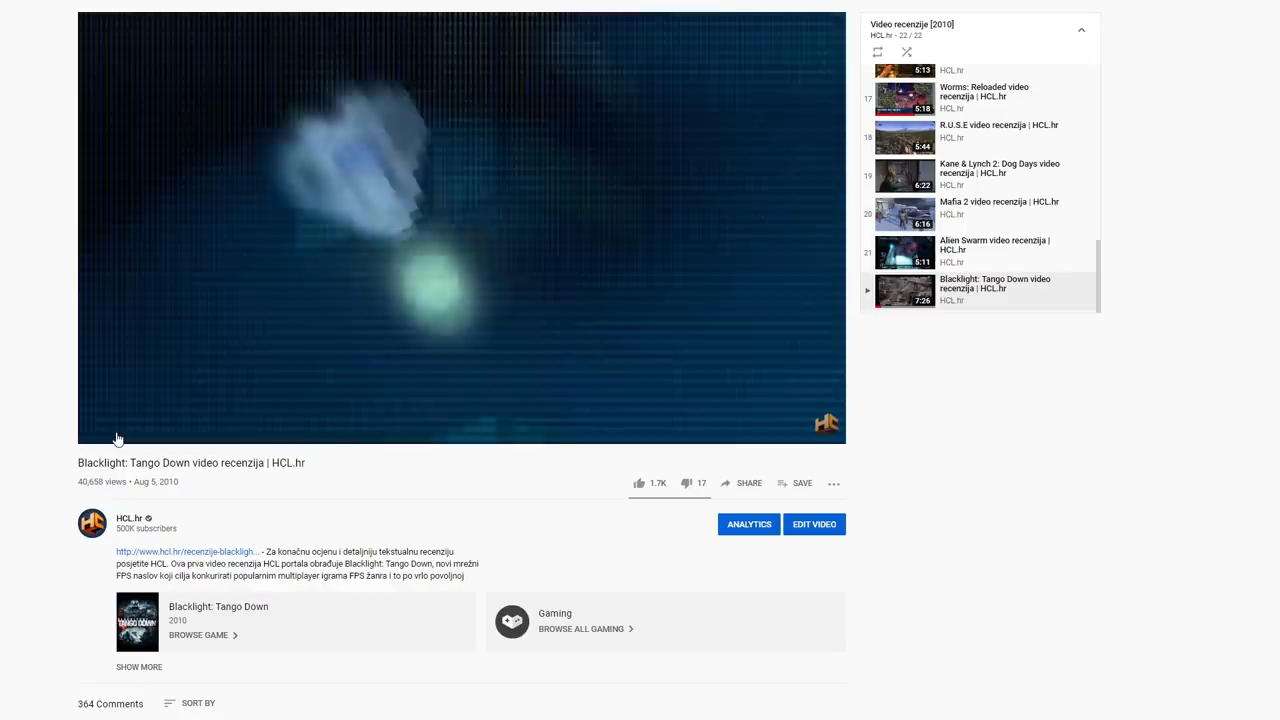 Video recenzije [2010]
HCL.hr - 22 / 22
5:13
HCL.hr
17
5:18
Worms: Reloaded video
recenzija | HCL.hr
HCL.hr
18
5:44
R.U.S.E video recenzija | HCL.hr
HCL.hr
19
6:22
Kane & Lynch 2: Dog Days video
recenzija | HCL.hr
HCL.hr
20
6:16
Mafia 2 video recenzija | HCL.hr
HCL.hr
21
5:11
Alien Swarm video recenzija |
HCL.hr
HCL.hr
7:26
Blacklight: Tango Down video
recenzija | HCL.hr
HCL.hr
HC
Blacklight: Tango Down video recenzija | HCL.hr
40,658 views • Aug 5, 2010
1.7K 17 SHARE SAVE
HCL.hr
500K subscribers
ANALYTICS EDIT VIDEO
http://www.hcl.hr/recenzije-blackligh... - Za konačnu ocjenu i detaljniju tekstualnu recenziju
posjetite HCL. Ova prva video recenzija HCL portala obrađuje Blacklight: Tango Down, novi mrežni
FPS naslov koji cilja konkurirati popularnim multiplayer igrama FPS žanra i to po vrlo povoljnoj
TANGO DOWN
Blacklight: Tango Down
2010
BROWSE GAME
Gaming
BROWSE ALL GAMING
SHOW MORE
364 Comments SORT BY